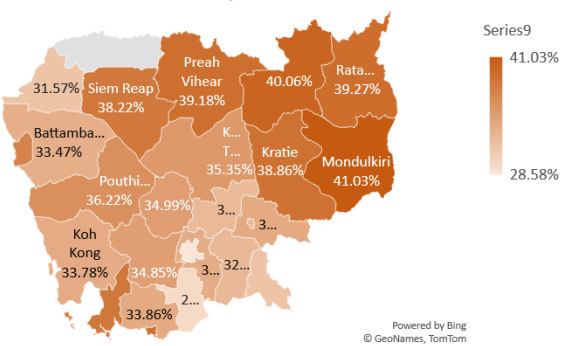 Series9
41.03%
28.58%
Preah
Vihear
39.18%
40.06%
Rata...
39.27%
31.57%
Siem Reap
38.22%
Battamba...
33.47%
K...
T...
35.35%
Kratie
38.86%
Mondulkiri
41.03%
Pouthi...
36.22%
34.99%
3...
3...
Koh
Kong
33.78%
34.85%
3...
32...
2...
33.86%
Powered by Bing
© GeoNames, TomTom